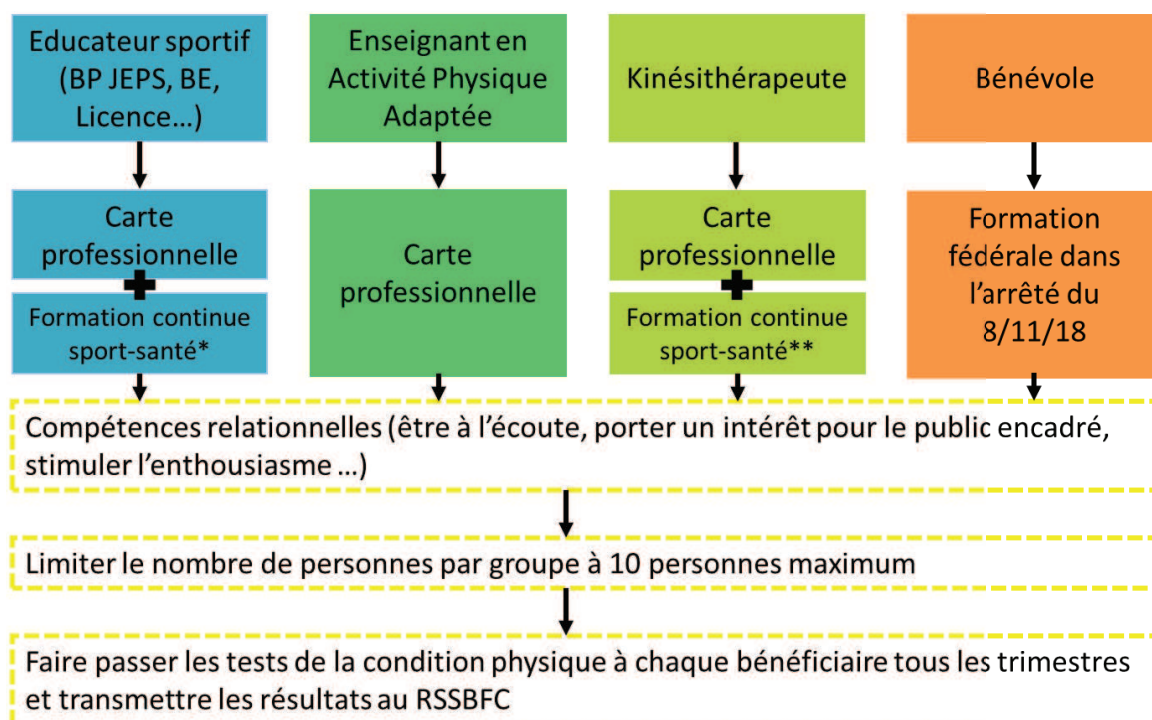 Educateur sportif
(BP JEPS, BE,
Licence...)
Enseignant en
Activité Physique
Adaptée
Kinésithérapeute
Bénévole
Carte
professionnelle
Formation continue
sport-santé*
Carte
professionnelle
Carte
professionnelle
Formation continue
sport-santé**
Formation
fédérale dans
l'arrêté du
8/11/18
Compétences relationnelles (être à l'écoute, porter un intérêt pour le public encadré,
stimuler l'enthousiasme ...)
Limiter le nombre de personnes par groupe à 10 personnes maximum
Faire passer les tests de la condition physique à chaque bénéficiaire tous les trimestres
et transmettre les résultats au RSSBFC